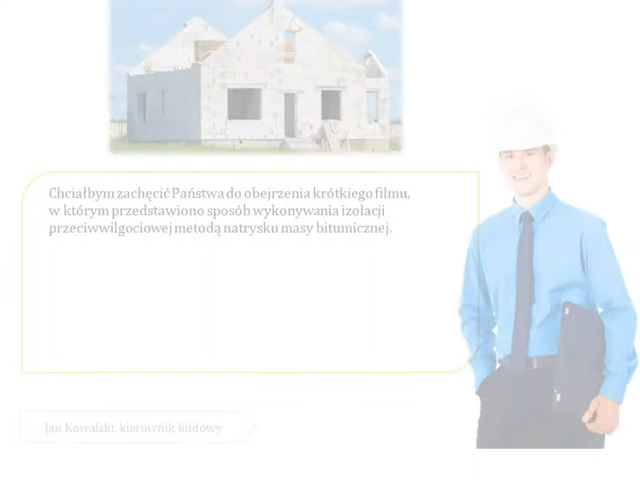 Chciałbym zachęcić Państwa do obejrzenia krótkiego filmu,
w którym przedstawiono sposób wykonywania izolacji
przeciwwilgociowej metodą natrysku masy bitumicznej.
Jan Kowalski, kierownik budowy